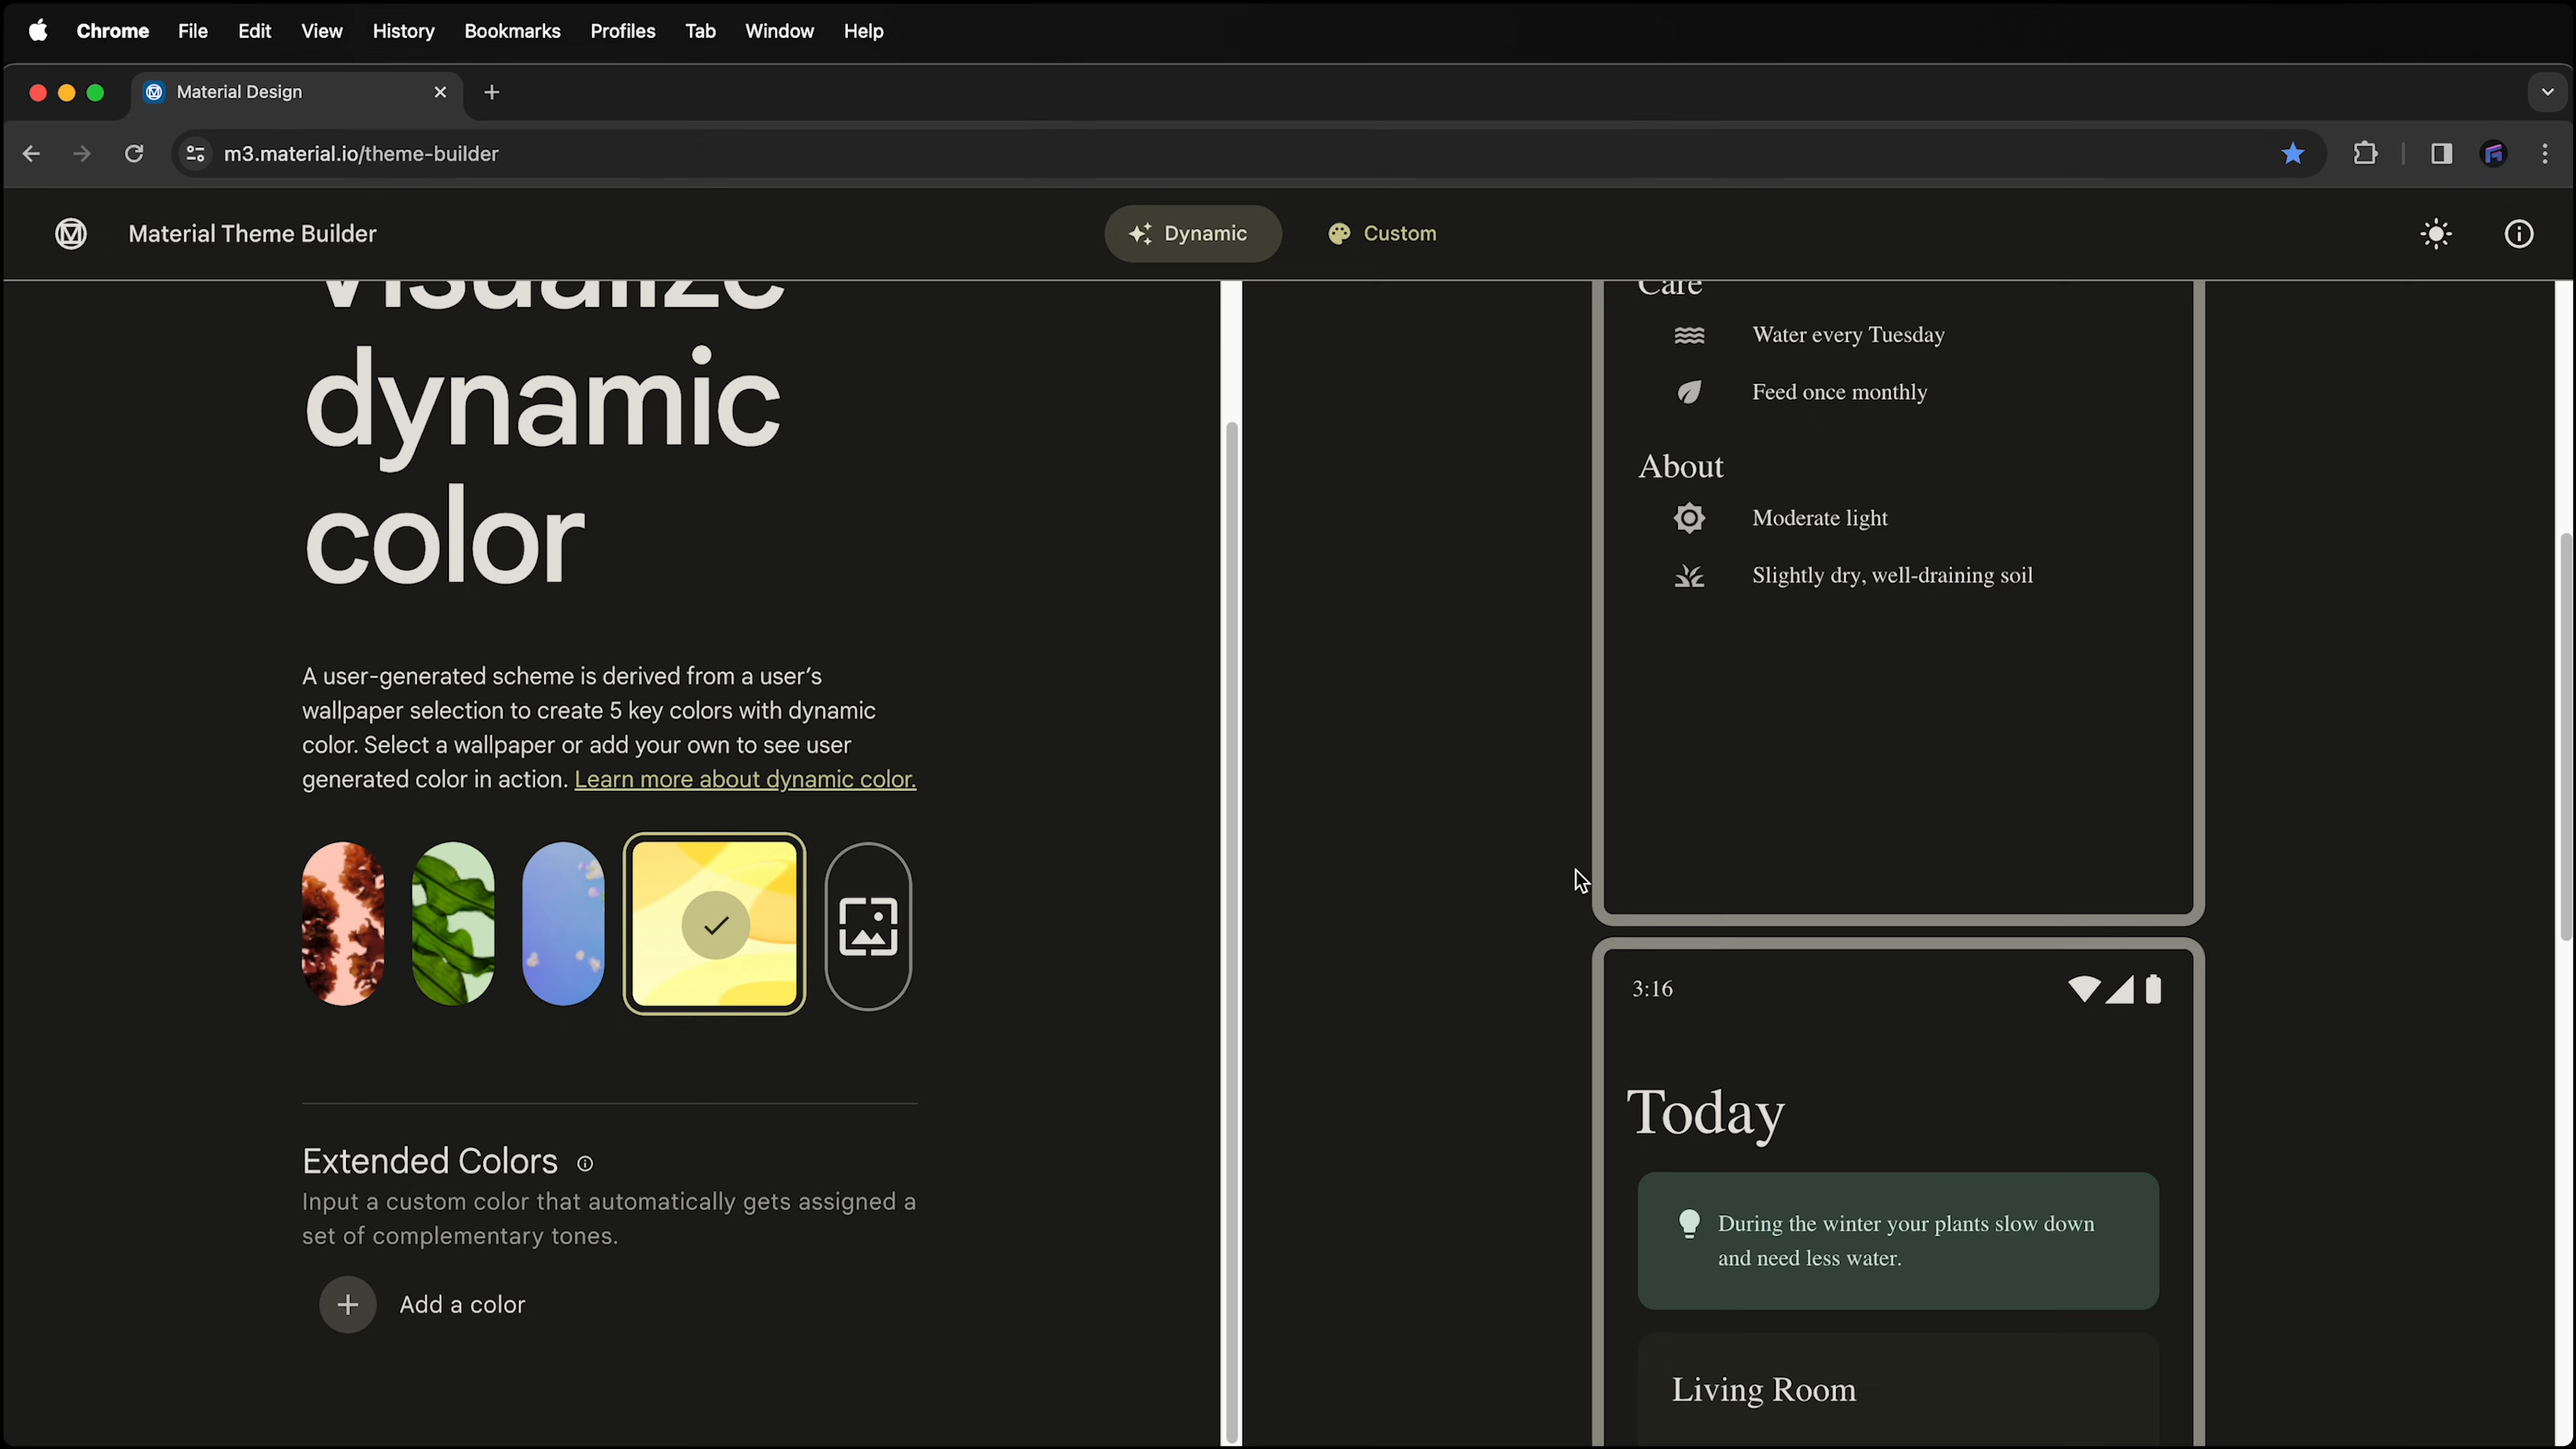 Chrome File Edit View History Bookmarks Profiles Tab Window Help
Material Design
m3.material.io/theme-builder
Material Theme Builder
Dynamic
Custom
visualize
dynamic
color
A user-generated scheme is derived from a user’s
wallpaper selection to create 5 key colors with dynamic
color. Select a wallpaper or add your own to see user
generated color in action. Learn more about dynamic color.
Extended Colors
Input a custom color that automatically gets assigned a
set of complementary tones.
Add a color
Care
Water every Tuesday
Feed once monthly
About
Moderate light
Slightly dry, well-draining soil
3:16
Today
During the winter your plants slow down
and need less water.
Living Room